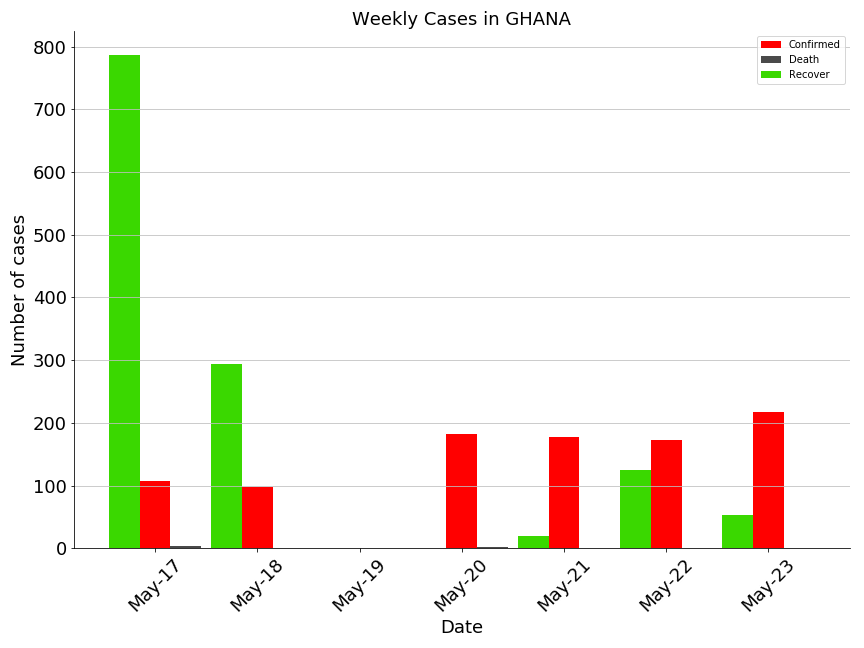 Weekly Cases in GHANA
Confirmed
Death
Recover
Number of cases
800
700
600
500
400
300
200
100
0
May-17
May-18
May-19
May-20
May-21
May-22
May-23
Date